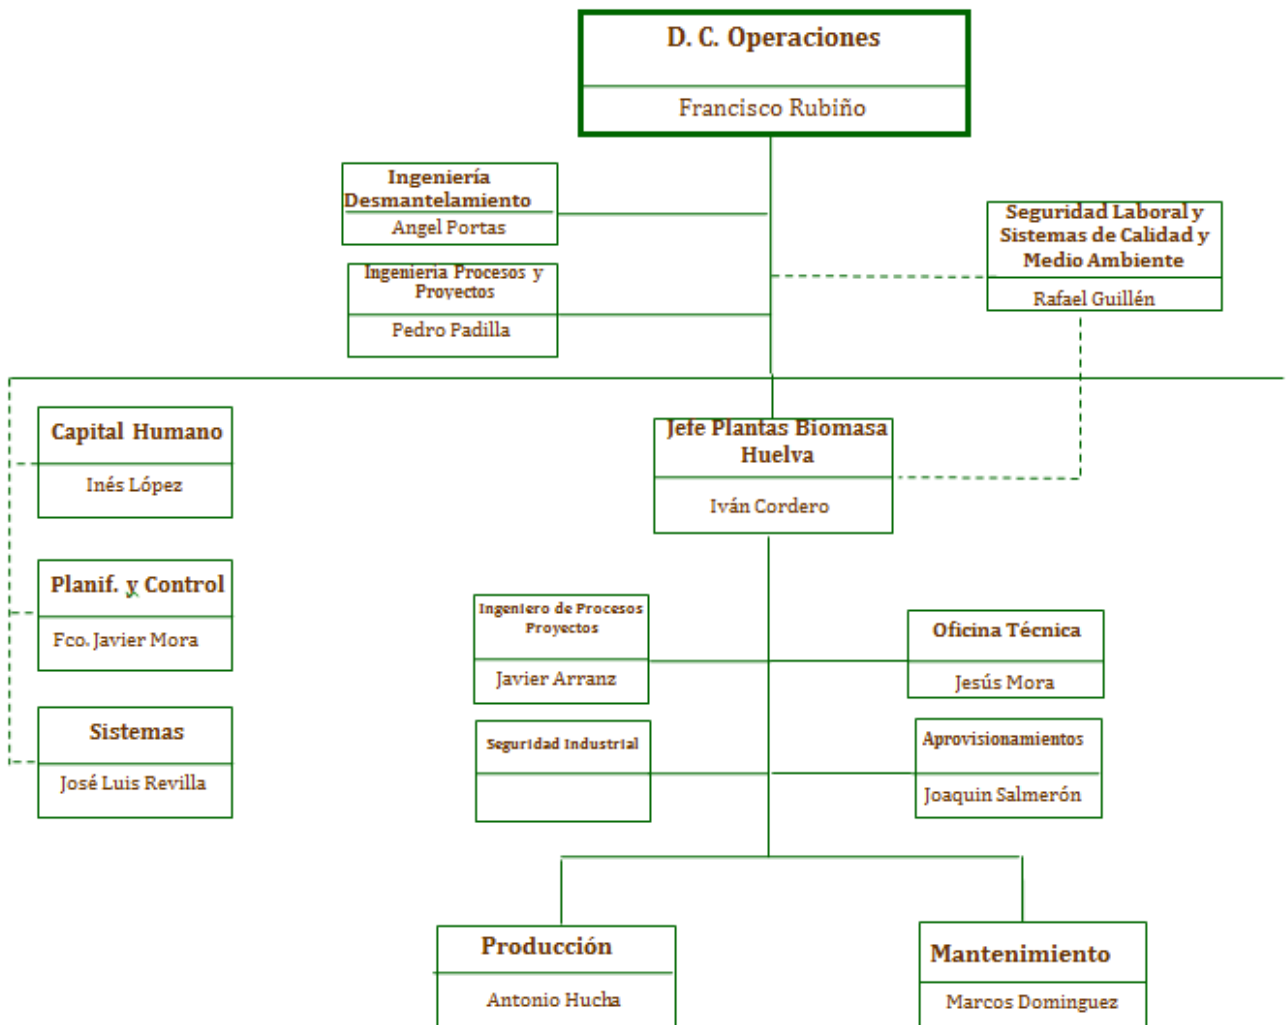 D. C. Operaciones
Francisco Rubiño
Ingeniería
Desmantelamiento
Angel Portas
Seguridad Laboral y
Sistemas de Calidad y
Medio Ambiente
Rafael Guillén
Ingenieria Procesos y
Proyectos
Pedro Padilla
Capital Humano
Inés López
Jefe Plantas Biomasa
Huelva
Iván Cordero
Planif. y Control
Fco. Javier Mora
Ingeniero de Procesos
Proyectos
Javier Arranz
Oficina Técnica
Jesús Mora
Sistemas
José Luis Revilla
Seguridad Industrial
Aprovisionamientos
Joaquin Salmerón
Producción
Antonio Hucha
Mantenimiento
Marcos Dominguez